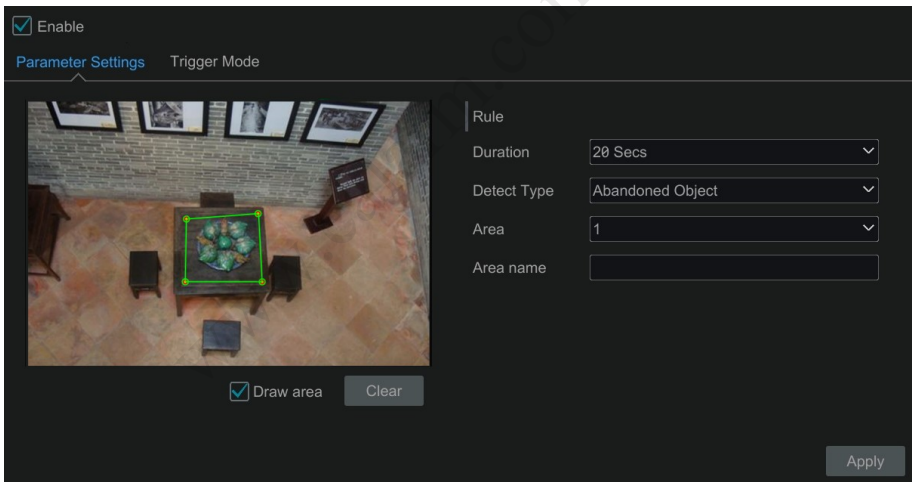 Enable
Parameter Settings Trigger Mode
Rule
Duration 20 Secs
Detect Type Abandoned Object
Area 1
Area name
Draw area Clear
Apply